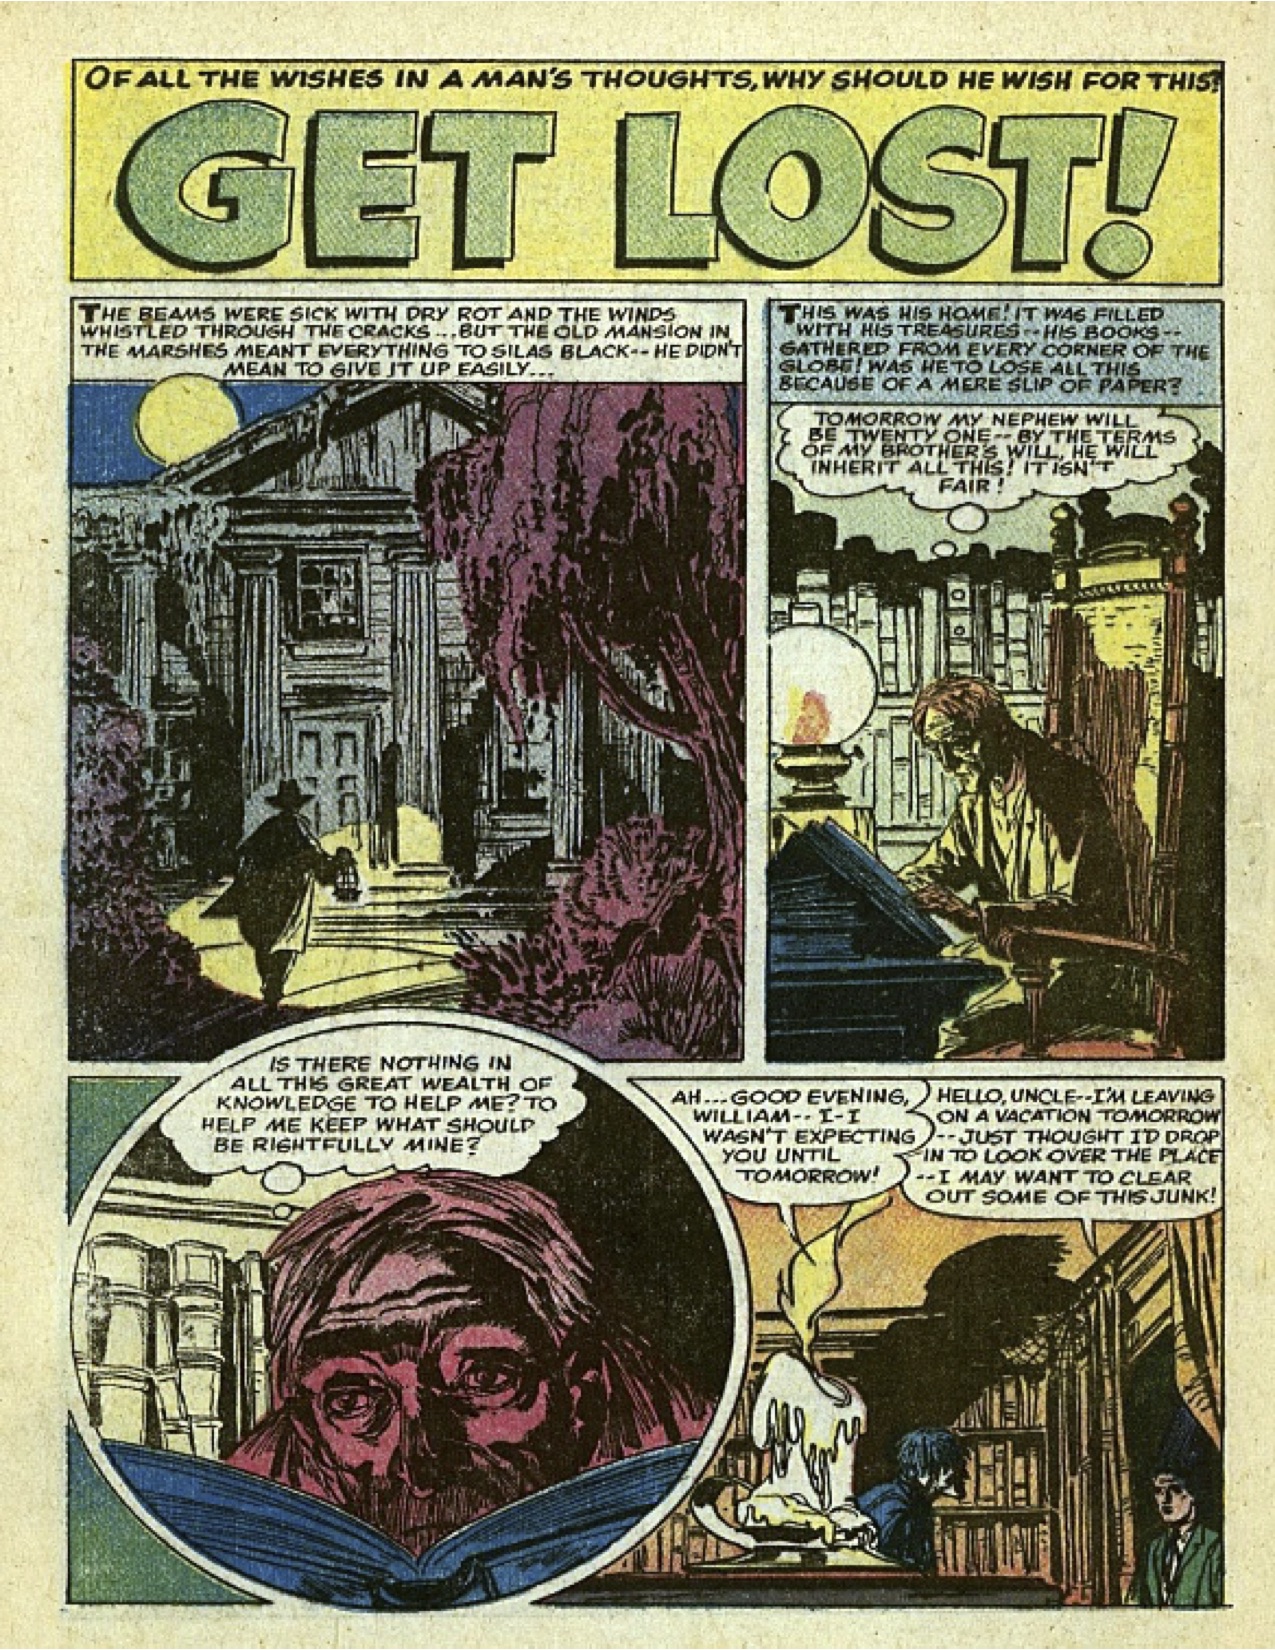 OF ALL THE WISHES IN A MAN'S THOUGHTS, WHY SHOULD HE WISH FOR THIS?
GET LOST!
THE BEAMS WERE SICK WITH DRY ROT AND THE WINDS
WHISTLED THROUGH THE CRACKS...BUT THE OLD MANSION IN
THE MARSHES MEANT EVERYTHING TO SILAS BLACK--HE DIDN'T
MEAN TO GIVE IT UP EASILY...
THIS WAS HIS HOME! IT WAS FILLED
WITH HIS TREASURES--HIS BOOKS--
GATHERED FROM EVERY CORNER OF THE
GLOBE! WAS HE TO LOSE ALL THIS
BECAUSE OF A MERE SLIP OF PAPER?
TOMORROW MY NEPHEW WILL
BE TWENTY ONE--BY THE TERMS
OF MY BROTHER'S WILL, HE WILL
INHERIT ALL THIS! IT ISN'T
FAIR!
IS THERE NOTHING IN
ALL THIS GREAT WEALTH OF
KNOWLEDGE TO HELP ME? TO
HELP ME KEEP WHAT SHOULD
BE RIGHTFULLY MINE?
AH...GOOD EVENING,
WILLIAM--I-I
WASN'T EXPECTING
YOU UNTIL
TOMORROW!
HELLO, UNCLE--I'M LEAVING
ON A VACATION TOMORROW
--JUST THOUGHT I'D DROP
IN TO LOOK OVER THE PLACE
--I MAY WANT TO CLEAR
OUT SOME OF THIS JUNK!